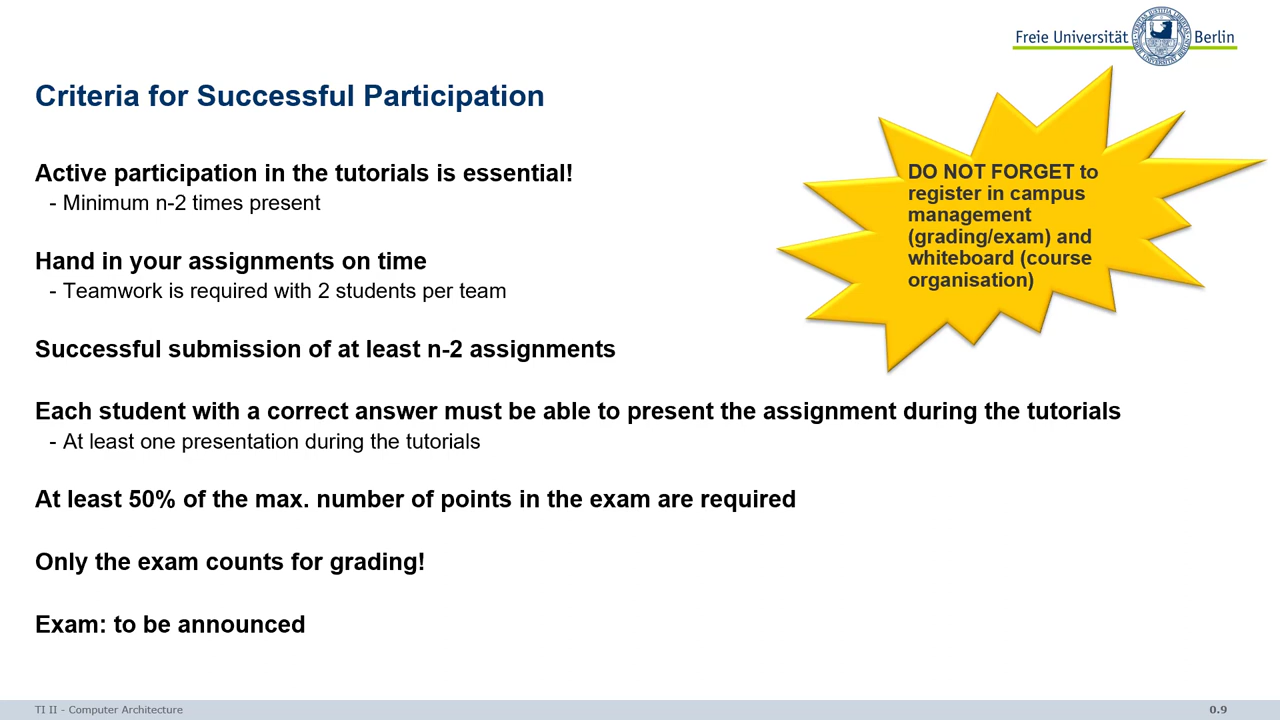 Freie Universität Berlin
Criteria for Successful Participation
Active participation in the tutorials is essential!
- Minimum n-2 times present
Hand in your assignments on time
- Teamwork is required with 2 students per team
Successful submission of at least n-2 assignments
Each student with a correct answer must be able to present the assignment during the tutorials
- At least one presentation during the tutorials
At least 50% of the max. number of points in the exam are required
Only the exam counts for grading!
Exam: to be announced
DO NOT FORGET to
register in campus
management
(grading/exam) and
whiteboard (course
organisation)
TI II - Computer Architecture
0.9